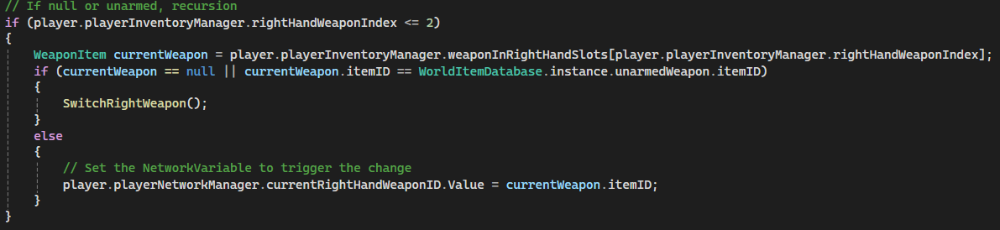 // If null or unarmed, recursion
if (player.playerInventoryManager.rightHandWeaponIndex <= 2)
{
WeaponItem currentWeapon = player.playerInventoryManager.weaponInRightHandSlots[player.playerInventoryManager.rightHandWeaponIndex];
if (currentWeapon == null || currentWeapon.itemID == WorldItemDatabase.instance.unarmedWeapon.itemID)
{
SwitchRightWeapon();
}
else
{
// Set the NetworkVariable to trigger the change
player.playerNetworkManager.currentRightHandWeaponID.Value = currentWeapon.itemID;
}
}